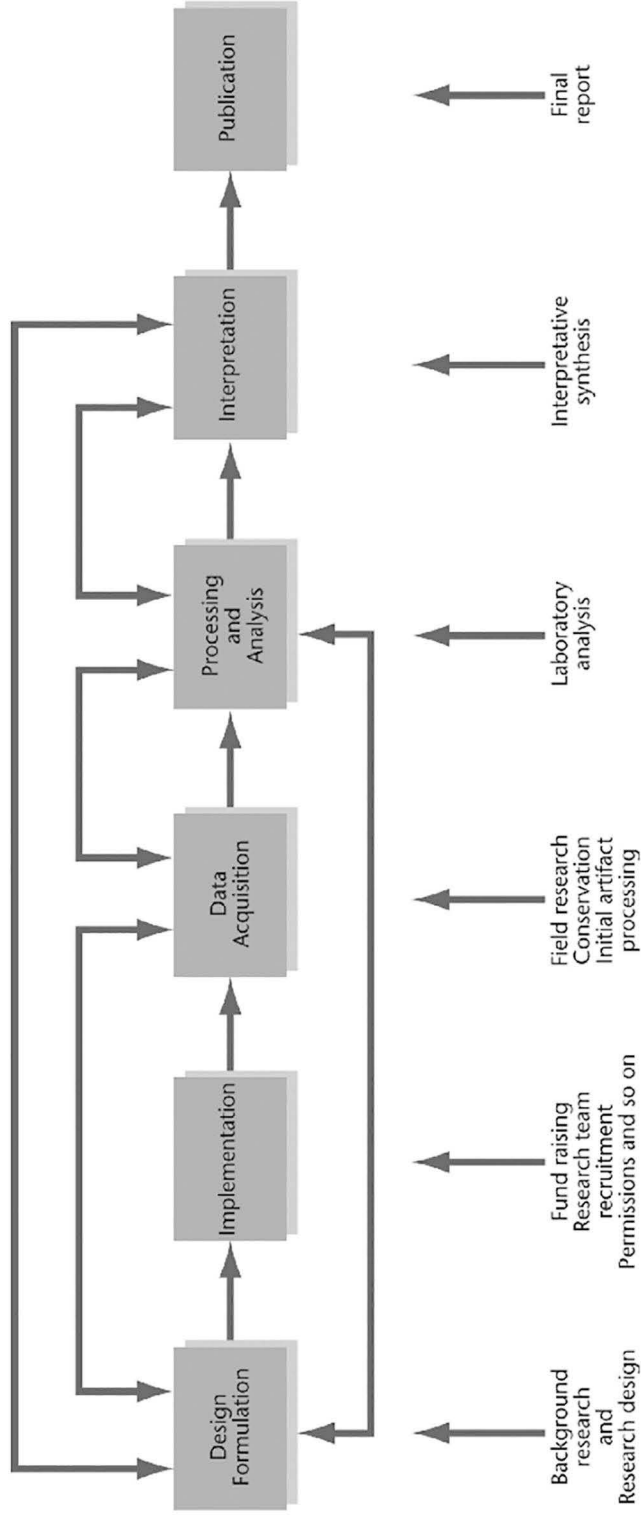 Design
Formulation
Implementation
Data
Acquisition
Processing
and
Analysis
Interpretation
Publication
Background
research
and
Research design
Fund raising
Research team
recruitment
Permissions and so on
Field research
Conservation
Initial artifact
processing
Laboratory
analysis
Interpretative
synthesis
Final
report